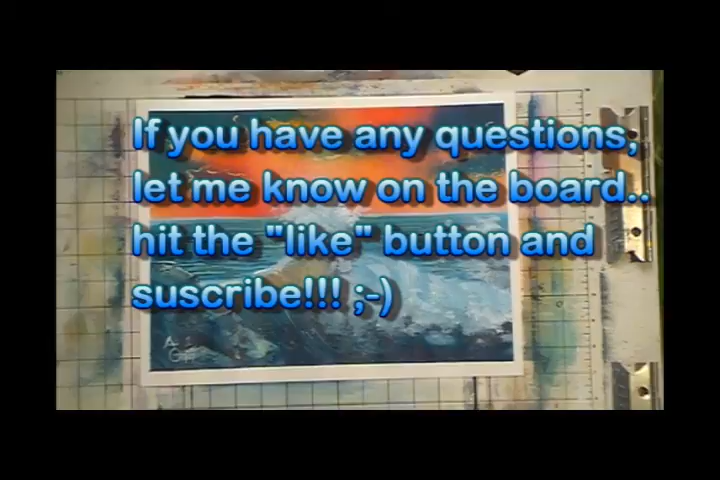 If you have any questions,
let me know on the board..
hit the "like" button and
suscribe!!! ;-)